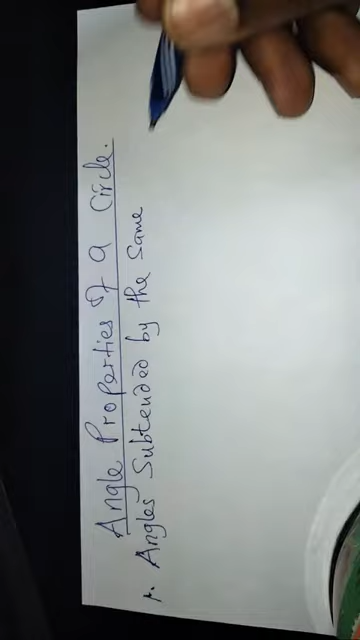 Angle Properties of a Circle.
1. Angles Subtended by the Same